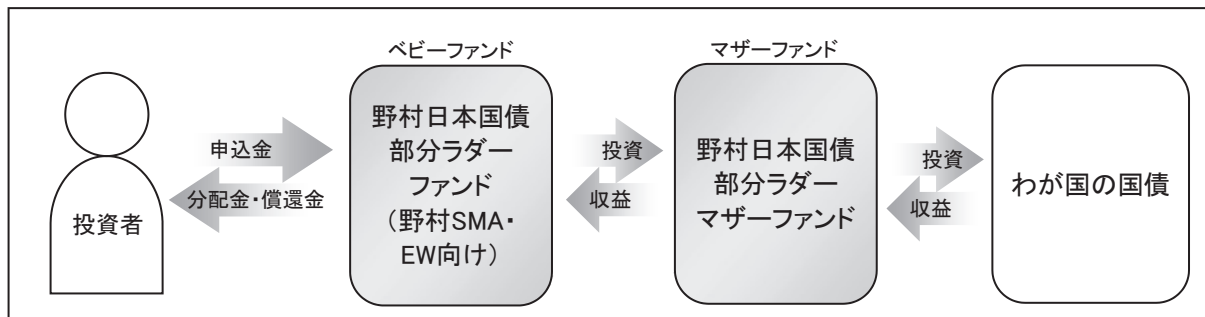 投資者
申込金
分配金・償還金
ベビーファンド
野村日本国債
部分ラダー
ファンド
（野村SMA・
EW向け）
投資
収益
マザーファンド
野村日本国債
部分ラダー
マザーファンド
投資
収益
わが国の国債